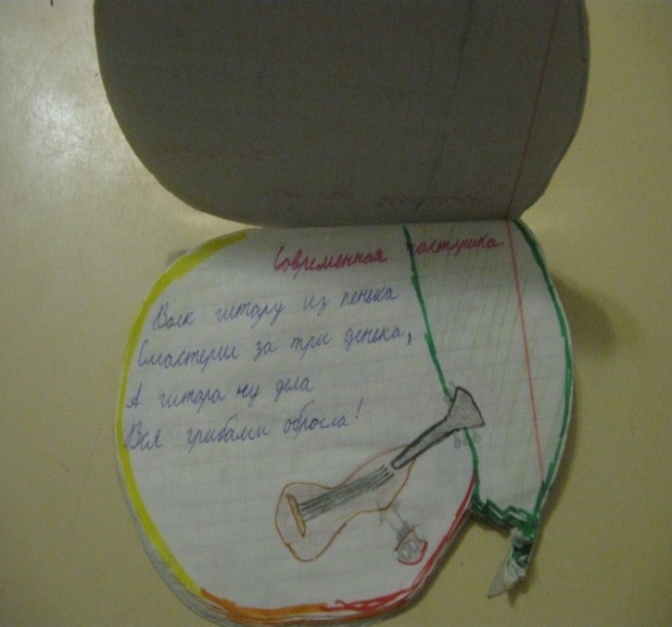 Современная частушка.
Волк гитару из пенька
Смастерил за три денька,
А гитара ну дела
Вся грибами обросла!